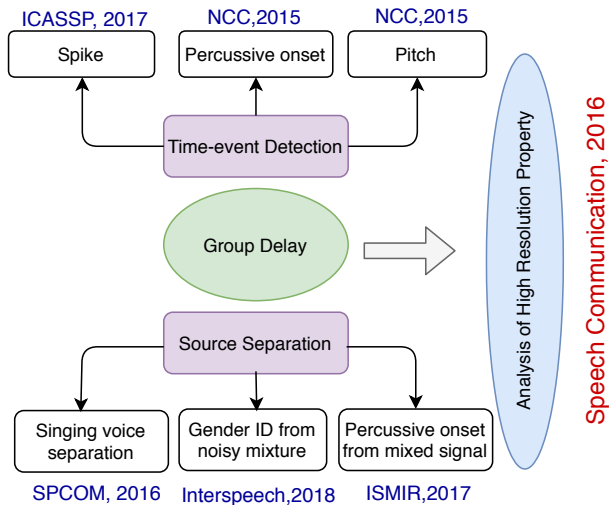 ICASSP, 2017
NCC,2015
NCC,2015
Spike
Percussive onset
Pitch
Time-event Detection
Group Delay
Analysis of High Resolution Property
Speech Communication, 2016
Source Separation
Singing voice
separation
Gender ID from
noisy mixture
Percussive onset
from mixed signal
SPCOM, 2016
Interspeech,2018
ISMIR,2017